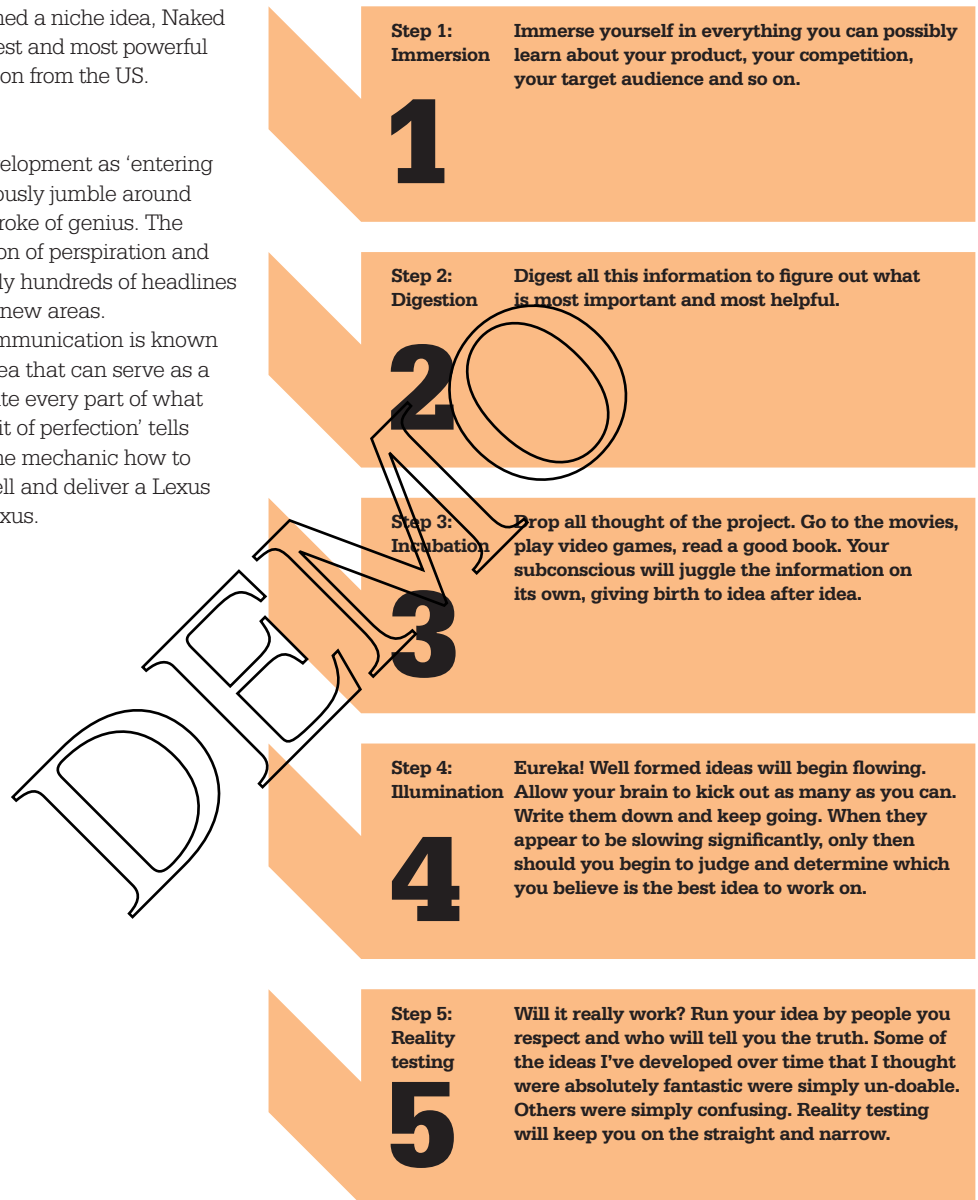 ned a niche idea, Naked
est and most powerful
on from the US.
velopment as 'entering
ously jumble around
roke of genius. The
on of perspiration and
ly hundreds of headlines
new areas.
mmunication is known
ea that can serve as a
te every part of what
it of perfection' tells
ne mechanic how to
ell and deliver a Lexus
xus.
Step 1:
Immersion
1
Immerse yourself in everything you can possibly
learn about your product, your competition,
your target audience and so on.
Step 2:
Digestion
2
Digest all this information to figure out what
is most important and most helpful.
Step 3:
Incubation
3
Drop all thought of the project. Go to the movies,
play video games, read a good book. Your
subconscious will juggle the information on
its own, giving birth to idea after idea.
Step 4:
Illumination
4
Eureka! Well formed ideas will begin flowing.
Allow your brain to kick out as many as you can.
Write them down and keep going. When they
appear to be slowing significantly, only then
should you begin to judge and determine which
you believe is the best idea to work on.
Step 5:
Reality
testing
5
Will it really work? Run your idea by people you
respect and who will tell you the truth. Some of
the ideas I've developed over time that I thought
were absolutely fantastic were simply un-doable.
Others were simply confusing. Reality testing
will keep you on the straight and narrow.
DEMO